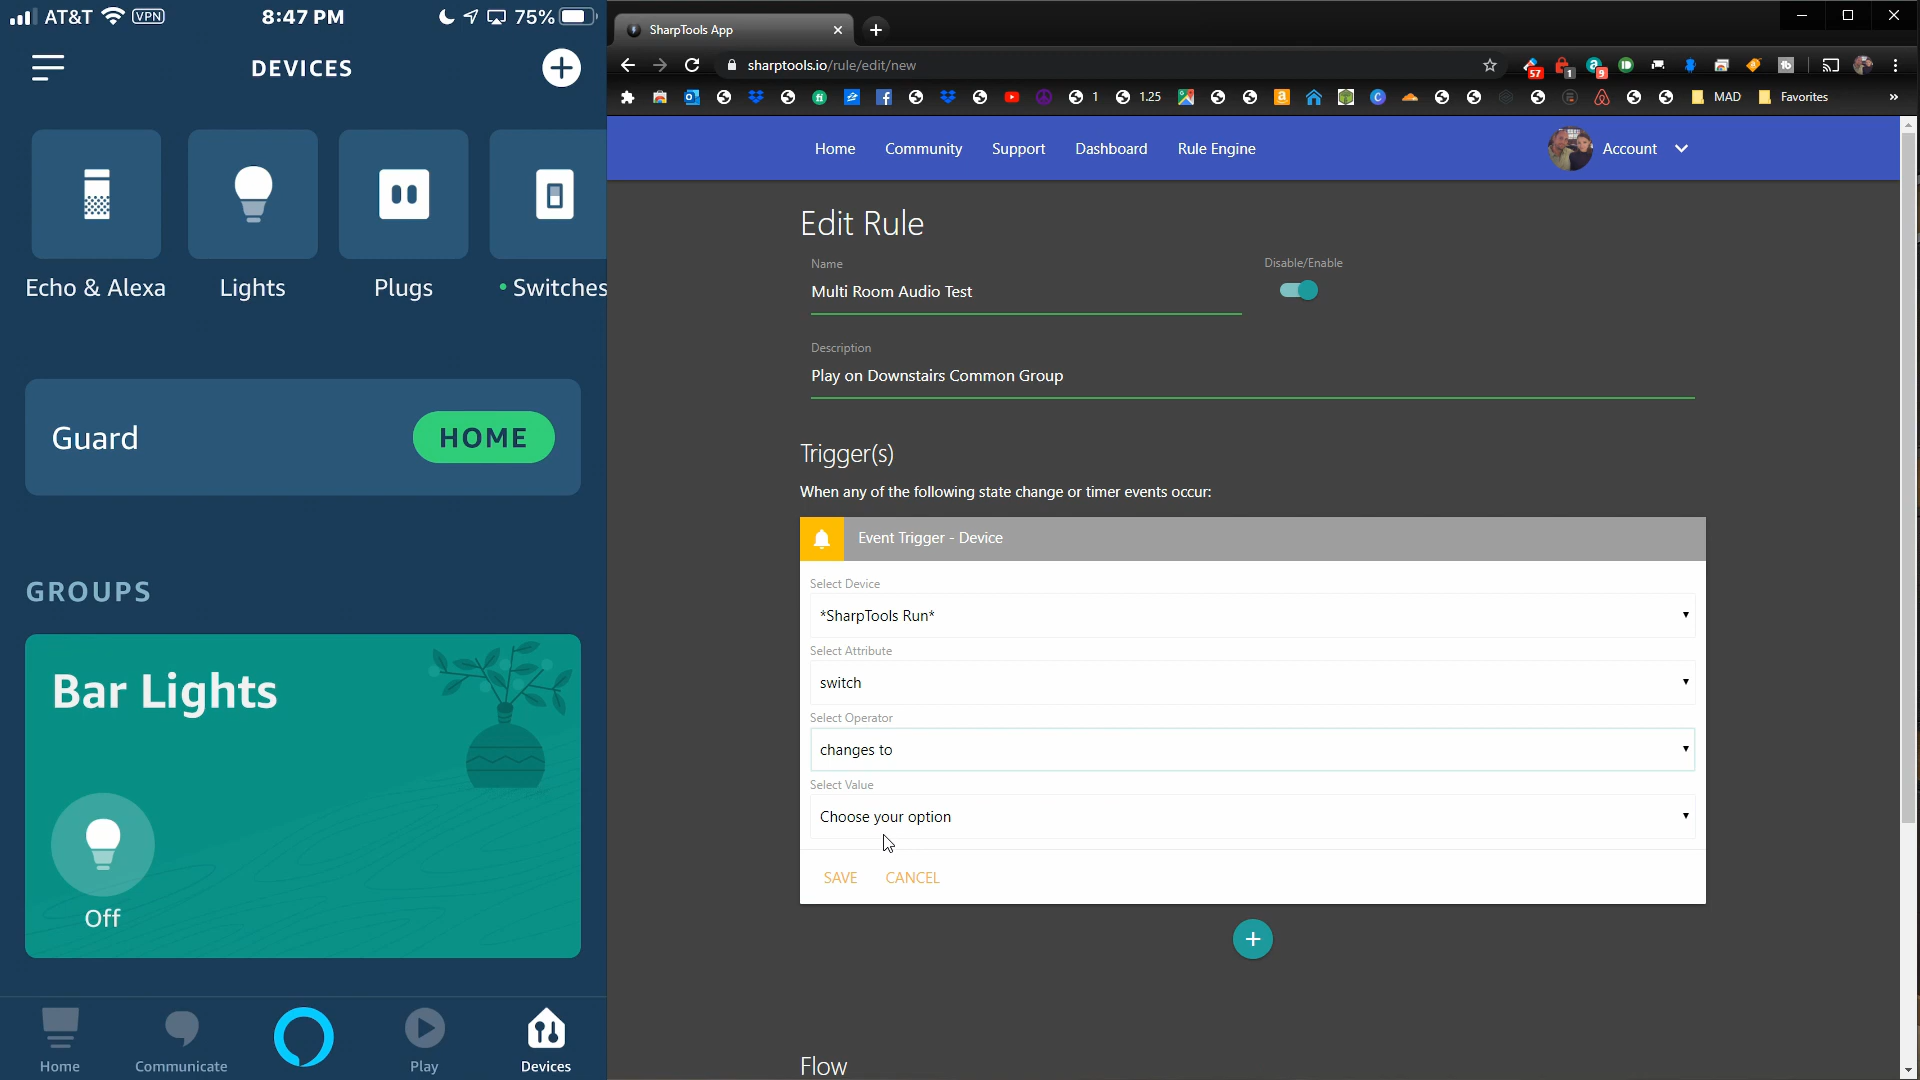 AT&T VPN 8:47 PM 75%
DEVICES
Echo & Alexa Lights Plugs Switches
Guard HOME
GROUPS
Bar Lights
Off
Home Communicate Play Devices
SharpTools App
sharptools.io/rule/edit/new
57 1 9
1 1.25 MAD Favorites »
Home Community Support Dashboard Rule Engine Account
Edit Rule
Name Disable/Enable
Multi Room Audio Test
Description
Play on Downstairs Common Group
Trigger(s)
When any of the following state change or timer events occur:
Event Trigger - Device
Select Device
*SharpTools Run*
Select Attribute
switch
Select Operator
changes to
Select Value
Choose your option
SAVE CANCEL
Flow